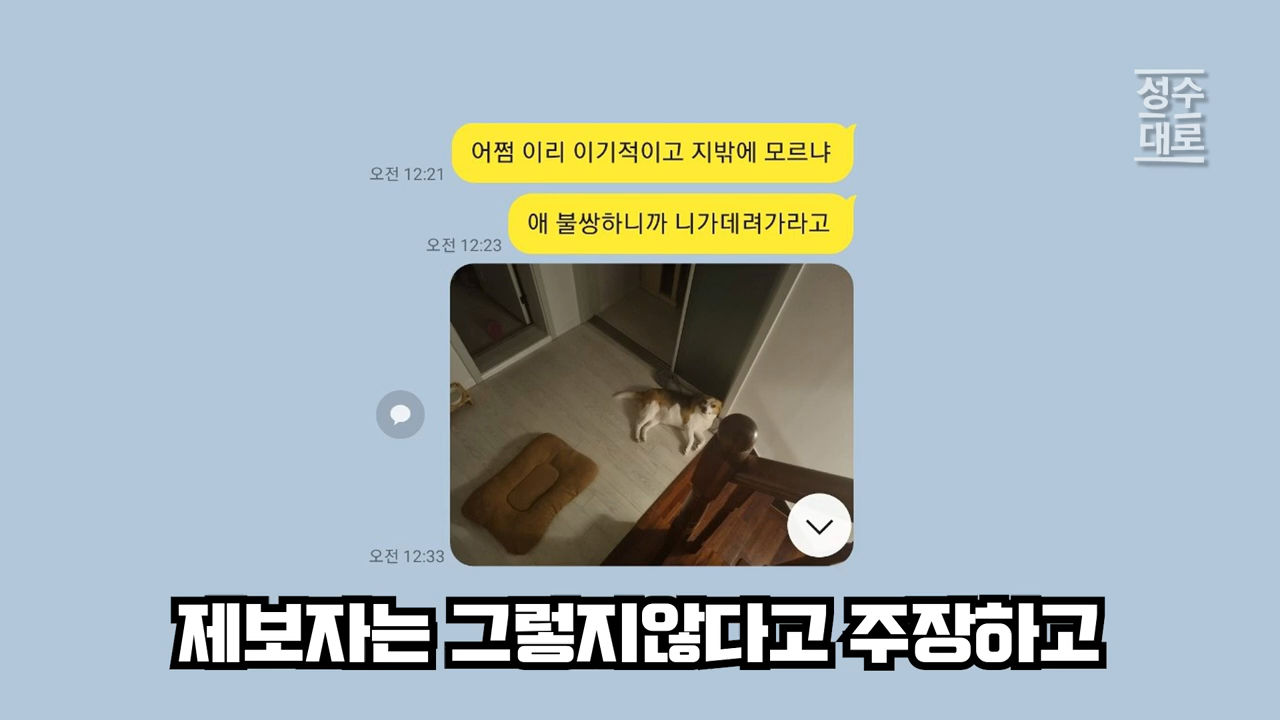 성수
대로
어쩜 이리 이기적이고 지밖에 모르냐
오전 12:21
애 불쌍하니까 니가데려가라고
오전 12:23
오전 12:33
제보자는 그렇지않다고 주장하고